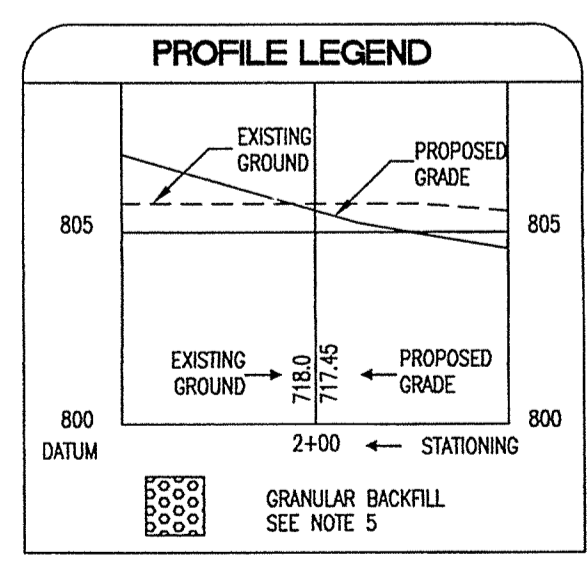 PROFILE LEGEND
EXISTING
GROUND
PROPOSED
GRADE
805
805
EXISTING
GROUND
718.0
717.45
PROPOSED
GRADE
800
800
DATUM
2+00
STATIONING
GRANULAR BACKFILL
SEE NOTE 5